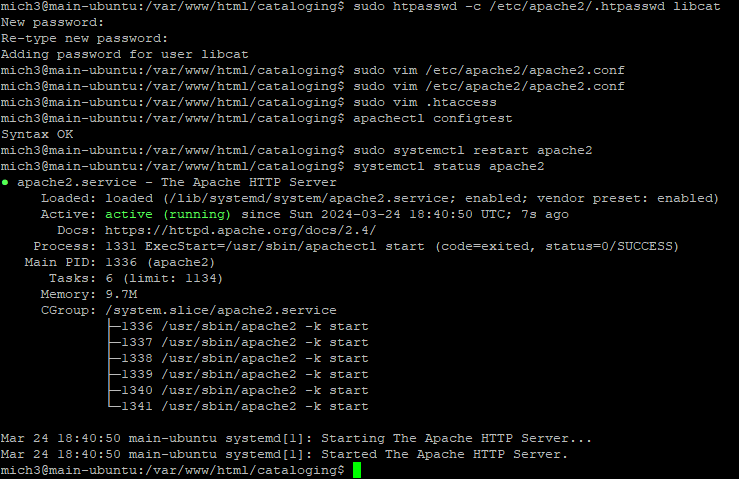 mich3@main-ubuntu:/var/www/html/cataloging$ sudo htpasswd -c /etc/apache2/.htpasswd libcat
New password:
Re-type new password:
Adding password for user libcat
mich3@main-ubuntu:/var/www/html/cataloging$ sudo vim /etc/apache2/apache2.conf
mich3@main-ubuntu:/var/www/html/cataloging$ sudo vim /etc/apache2/apache2.conf
mich3@main-ubuntu:/var/www/html/cataloging$ sudo vim .htaccess
mich3@main-ubuntu:/var/www/html/cataloging$ apachectl configtest
Syntax OK
mich3@main-ubuntu:/var/www/html/cataloging$ sudo systemctl restart apache2
mich3@main-ubuntu:/var/www/html/cataloging$ systemctl status apache2
● apache2.service - The Apache HTTP Server
     Loaded: loaded (/lib/systemd/system/apache2.service; enabled; vendor preset: enabled)
     Active: active (running) since Sun 2024-03-24 18:40:50 UTC; 7s ago
       Docs: https://httpd.apache.org/docs/2.4/
    Process: 1331 ExecStart=/usr/sbin/apachectl start (code=exited, status=0/SUCCESS)
   Main PID: 1336 (apache2)
      Tasks: 6 (limit: 1134)
     Memory: 9.7M
     CGroup: /system.slice/apache2.service
             ├─1336 /usr/sbin/apache2 -k start
             ├─1337 /usr/sbin/apache2 -k start
             ├─1338 /usr/sbin/apache2 -k start
             ├─1339 /usr/sbin/apache2 -k start
             ├─1340 /usr/sbin/apache2 -k start
             └─1341 /usr/sbin/apache2 -k start

Mar 24 18:40:50 main-ubuntu systemd[1]: Starting The Apache HTTP Server...
Mar 24 18:40:50 main-ubuntu systemd[1]: Started The Apache HTTP Server.
mich3@main-ubuntu:/var/www/html/cataloging$